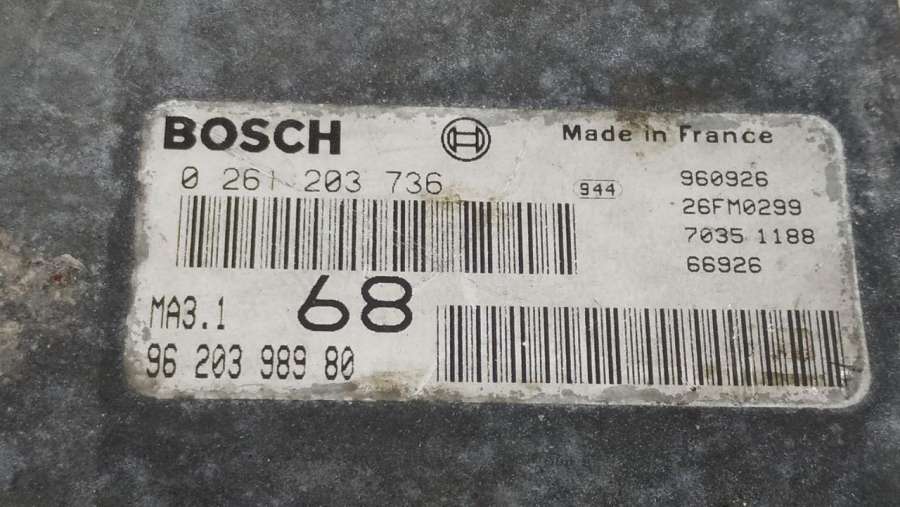 BOSCH
Made in France
0 261 203 736
944
960926
26FM0299
7035 1188
66926
MA3.1
68
96 203 989 80